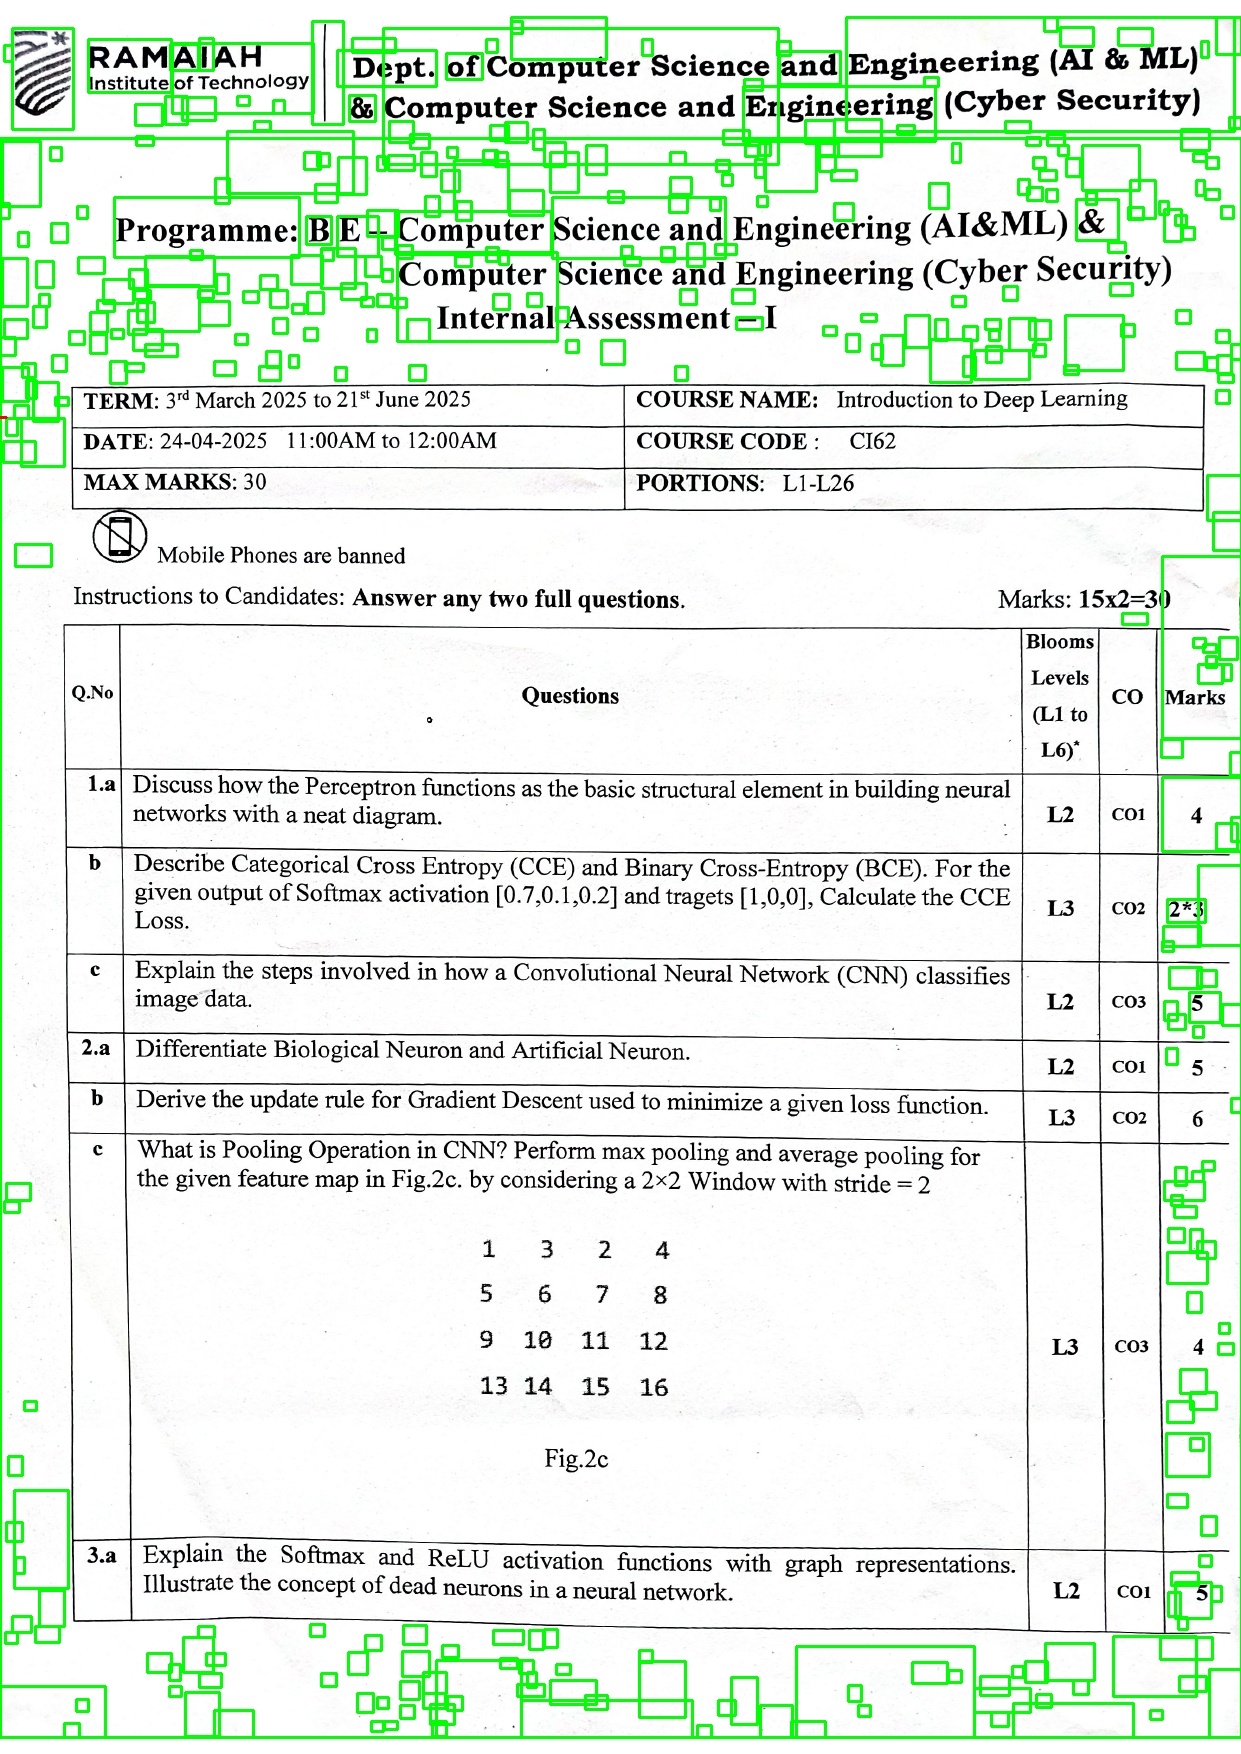 RAMAIAH
Institute of Technology
Dept. of Computer Science and Engineering (AI & ML)
& Computer Science and Engineering (Cyber Security)
Programme: B E – Computer Science and Engineering (AI&ML) &
Computer Science and Engineering (Cyber Security)
Internal Assessment – I
TERM: 3rd March 2025 to 21st June 2025
COURSE NAME: Introduction to Deep Learning
DATE: 24-04-2025 11:00AM to 12:00AM
COURSE CODE : CI62
MAX MARKS: 30
PORTIONS: L1-L26
Mobile Phones are banned
Instructions to Candidates: Answer any two full questions. Marks: 15x2=30
Q.No
Questions
Blooms
Levels
(L1 to
L6)*
CO
Marks
1.a Discuss how the Perceptron functions as the basic structural element in building neural
networks with a neat diagram.
L2 CO1 4
b Describe Categorical Cross Entropy (CCE) and Binary Cross-Entropy (BCE). For the
given output of Softmax activation [0.7,0.1,0.2] and tragets [1,0,0], Calculate the CCE
Loss.
L3 CO2 2*3
c Explain the steps involved in how a Convolutional Neural Network (CNN) classifies
image data.
L2 CO3 5
2.a Differentiate Biological Neuron and Artificial Neuron.
L2 CO1 5
b Derive the update rule for Gradient Descent used to minimize a given loss function.
L3 CO2 6
c What is Pooling Operation in CNN? Perform max pooling and average pooling for
the given feature map in Fig.2c. by considering a 2×2 Window with stride = 2
1 3 2 4
5 6 7 8
9 10 11 12
13 14 15 16
Fig.2c
L3 CO3 4
3.a Explain the Softmax and ReLU activation functions with graph representations.
Illustrate the concept of dead neurons in a neural network.
L2 CO1 5